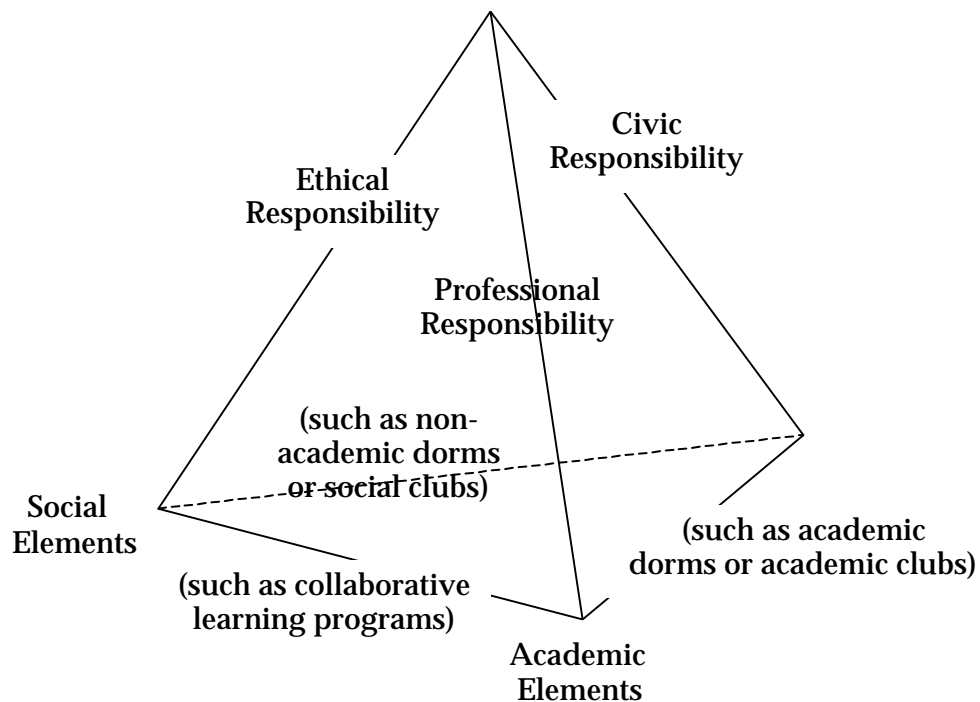 Civic
Responsibility
Ethical
Responsibility
Professional
Responsibility
(such as non-
academic dorms
or social clubs)
Social
Elements
(such as academic
dorms or academic clubs)
(such as collaborative
learning programs)
Academic
Elements